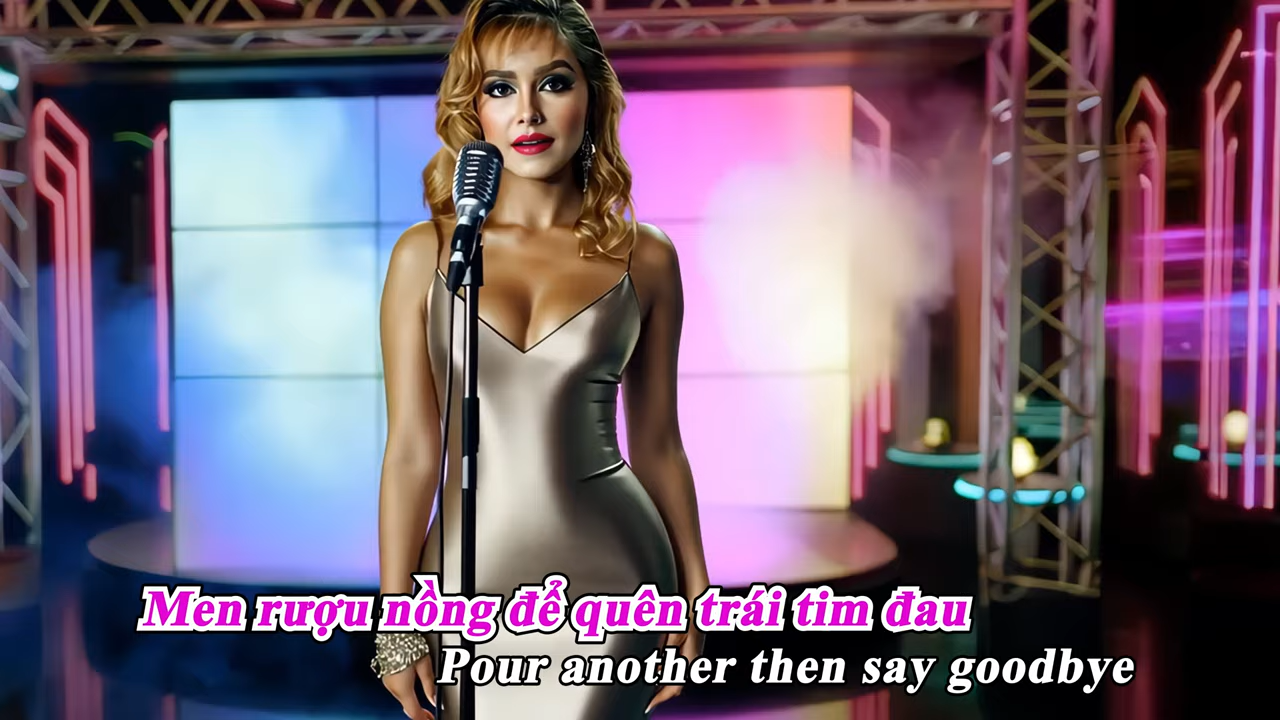 Men rượu nồng để quên trái tim đau
Pour another then say goodbye